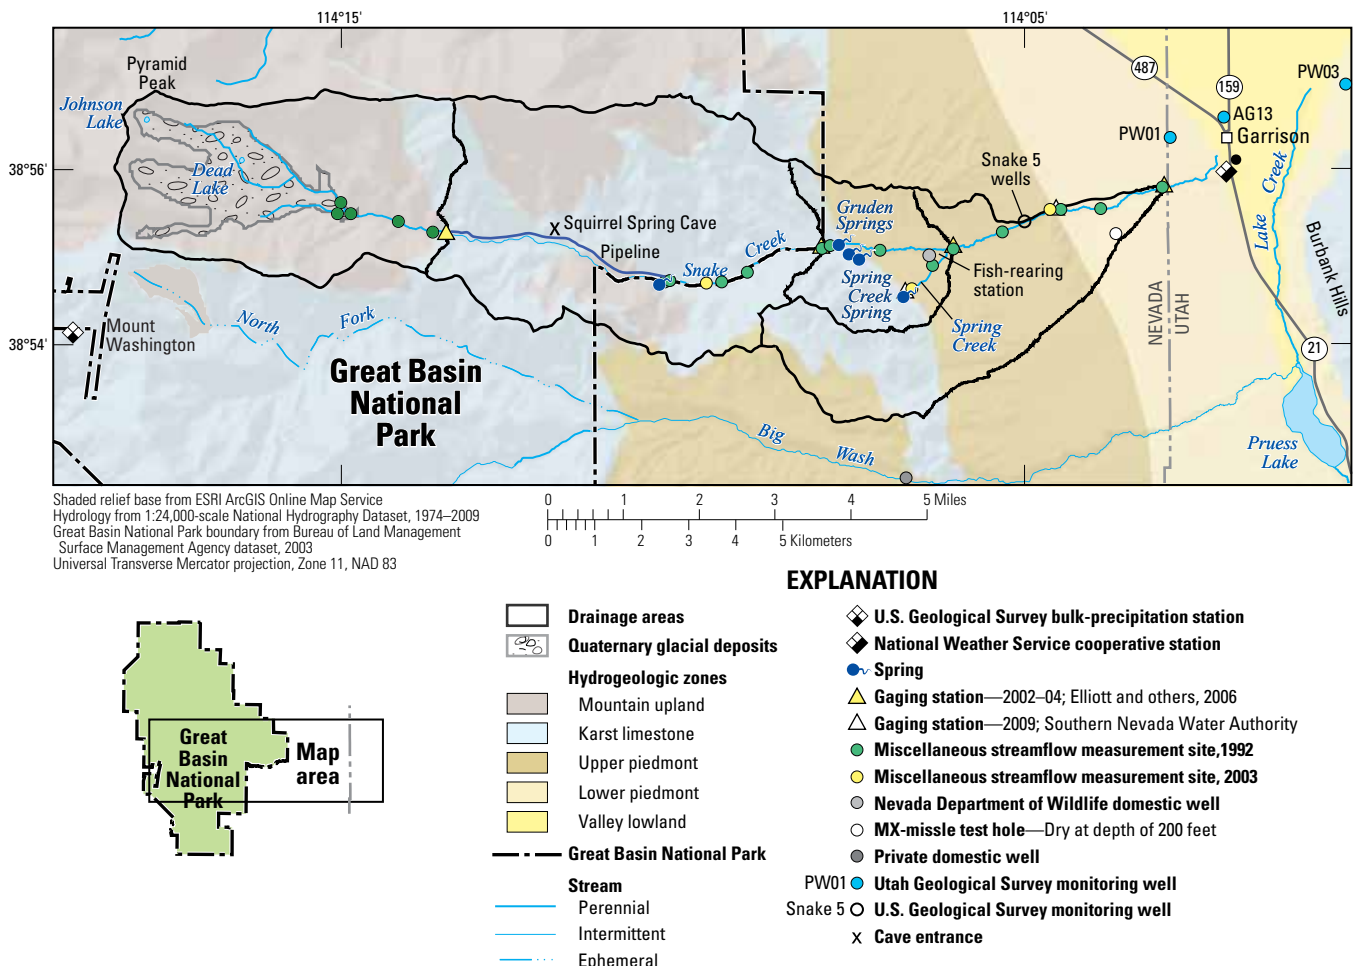 114°15'
114°05'
Pyramid
Peak
Johnson
Lake
Dead
Lake
38°56'
38°54'
487
159
PW03
AG13
Garrison
PW01
Snake 5
wells
Creek
Lake
Burbank Hills
Squirrel Spring Cave
Pipeline
Snake
Creek
Gruden
Springs
Spring
Creek
Spring
Fish-rearing
station
Spring
Creek
NEVADA
UTAH
21
Mount
Washington
North
Fork
Great Basin
National
Park
Big
Wash
Pruess
Lake
Shaded relief base from ESRI ArcGIS Online Map Service
Hydrology from 1:24,000-scale National Hydrography Dataset, 1974–2009
Great Basin National Park boundary from Bureau of Land Management
Surface Management Agency dataset, 2003
Universal Transverse Mercator projection, Zone 11, NAD 83
0 1 2 3 4 5 Miles
0 1 2 3 4 5 Kilometers
EXPLANATION
Drainage areas
Quaternary glacial deposits
Hydrogeologic zones
Mountain upland
Karst limestone
Upper piedmont
Lower piedmont
Valley lowland
Great Basin National Park
Stream
Perennial
Intermittent
Ephemeral
U.S. Geological Survey bulk-precipitation station
National Weather Service cooperative station
Spring
Gaging station—2002–04; Elliott and others, 2006
Gaging station—2009; Southern Nevada Water Authority
Miscellaneous streamflow measurement site,1992
Miscellaneous streamflow measurement site, 2003
Nevada Department of Wildlife domestic well
MX-missle test hole—Dry at depth of 200 feet
Private domestic well
PW01 Utah Geological Survey monitoring well
Snake 5 U.S. Geological Survey monitoring well
x Cave entrance
Great
Basin
National
Park
Map
area